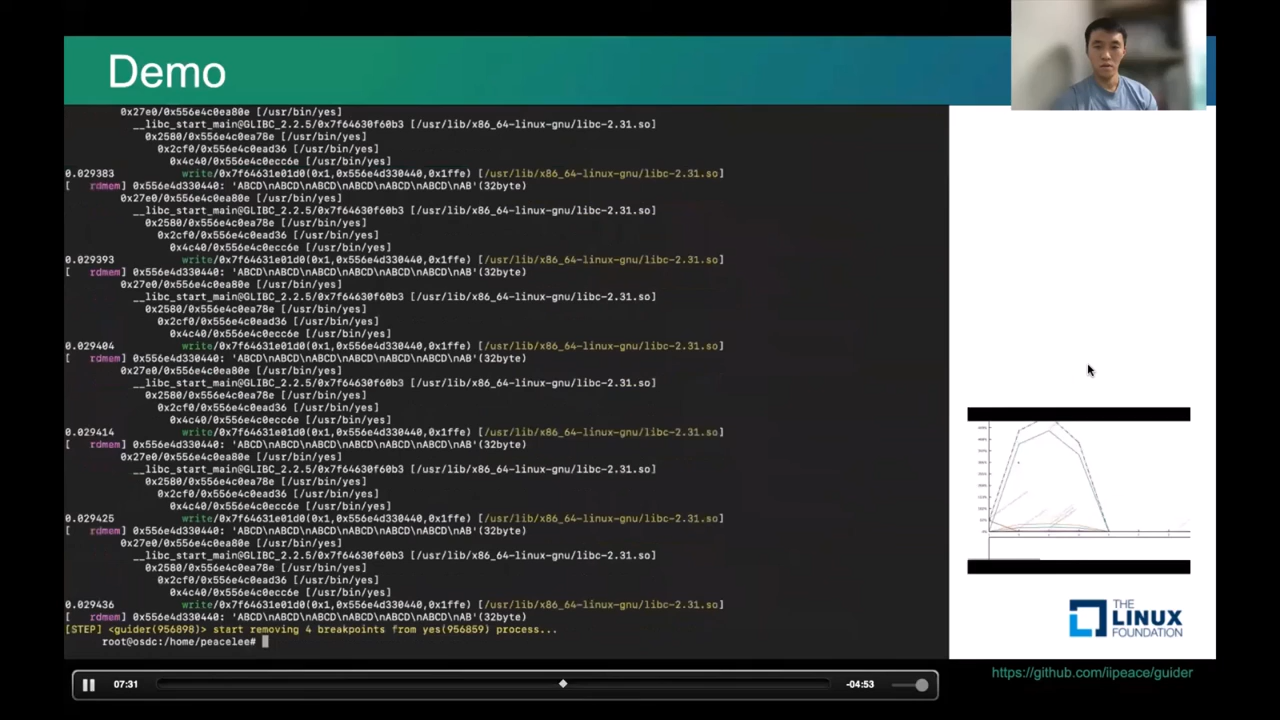 Demo
0x27e0/0x556e4c0ea80e [/usr/bin/yes]
__libc_start_main@GLIBC_2.2.5/0x7f64630f60b3 [/usr/lib/x86_64-linux-gnu/libc-2.31.so]
0x2580/0x556e4c0ea78e [/usr/bin/yes]
0x2cf0/0x556e4c0ead36 [/usr/bin/yes]
0x4c40/0x556e4c0ecc6e [/usr/bin/yes]
0.029383 write/0x7f64631e01d0(0x1,0x556e4d330440,0x1ffe) [/usr/lib/x86_64-linux-gnu/libc-2.31.so]
[ rdmem] 0x556e4d330440: 'ABCD\nABCD\nABCD\nABCD\nABCD\nABCD\nAB'(32byte)
0x27e0/0x556e4c0ea80e [/usr/bin/yes]
__libc_start_main@GLIBC_2.2.5/0x7f64630f60b3 [/usr/lib/x86_64-linux-gnu/libc-2.31.so]
0x2580/0x556e4c0ea78e [/usr/bin/yes]
0x2cf0/0x556e4c0ead36 [/usr/bin/yes]
0x4c40/0x556e4c0ecc6e [/usr/bin/yes]
0.029393 write/0x7f64631e01d0(0x1,0x556e4d330440,0x1ffe) [/usr/lib/x86_64-linux-gnu/libc-2.31.so]
[ rdmem] 0x556e4d330440: 'ABCD\nABCD\nABCD\nABCD\nABCD\nABCD\nAB'(32byte)
0x27e0/0x556e4c0ea80e [/usr/bin/yes]
__libc_start_main@GLIBC_2.2.5/0x7f64630f60b3 [/usr/lib/x86_64-linux-gnu/libc-2.31.so]
0x2580/0x556e4c0ea78e [/usr/bin/yes]
0x2cf0/0x556e4c0ead36 [/usr/bin/yes]
0x4c40/0x556e4c0ecc6e [/usr/bin/yes]
0.029404 write/0x7f64631e01d0(0x1,0x556e4d330440,0x1ffe) [/usr/lib/x86_64-linux-gnu/libc-2.31.so]
[ rdmem] 0x556e4d330440: 'ABCD\nABCD\nABCD\nABCD\nABCD\nABCD\nAB'(32byte)
0x27e0/0x556e4c0ea80e [/usr/bin/yes]
__libc_start_main@GLIBC_2.2.5/0x7f64630f60b3 [/usr/lib/x86_64-linux-gnu/libc-2.31.so]
0x2580/0x556e4c0ea78e [/usr/bin/yes]
0x2cf0/0x556e4c0ead36 [/usr/bin/yes]
0x4c40/0x556e4c0ecc6e [/usr/bin/yes]
0.029414 write/0x7f64631e01d0(0x1,0x556e4d330440,0x1ffe) [/usr/lib/x86_64-linux-gnu/libc-2.31.so]
[ rdmem] 0x556e4d330440: 'ABCD\nABCD\nABCD\nABCD\nABCD\nABCD\nAB'(32byte)
0x27e0/0x556e4c0ea80e [/usr/bin/yes]
__libc_start_main@GLIBC_2.2.5/0x7f64630f60b3 [/usr/lib/x86_64-linux-gnu/libc-2.31.so]
0x2580/0x556e4c0ea78e [/usr/bin/yes]
0x2cf0/0x556e4c0ead36 [/usr/bin/yes]
0x4c40/0x556e4c0ecc6e [/usr/bin/yes]
0.029425 write/0x7f64631e01d0(0x1,0x556e4d330440,0x1ffe) [/usr/lib/x86_64-linux-gnu/libc-2.31.so]
[ rdmem] 0x556e4d330440: 'ABCD\nABCD\nABCD\nABCD\nABCD\nABCD\nAB'(32byte)
0x27e0/0x556e4c0ea80e [/usr/bin/yes]
__libc_start_main@GLIBC_2.2.5/0x7f64630f60b3 [/usr/lib/x86_64-linux-gnu/libc-2.31.so]
0x2580/0x556e4c0ea78e [/usr/bin/yes]
0x2cf0/0x556e4c0ead36 [/usr/bin/yes]
0x4c40/0x556e4c0ecc6e [/usr/bin/yes]
0.029436 write/0x7f64631e01d0(0x1,0x556e4d330440,0x1ffe) [/usr/lib/x86_64-linux-gnu/libc-2.31.so]
[ rdmem] 0x556e4d330440: 'ABCD\nABCD\nABCD\nABCD\nABCD\nABCD\nAB'(32byte)
[STEP] <guider(956898)> start removing 4 breakpoints from yes(956859) process...
root@osdc:/home/peacelee#
THE
LINUX
FOUNDATION
https://github.com/iipeace/guider
07:31
-04:53